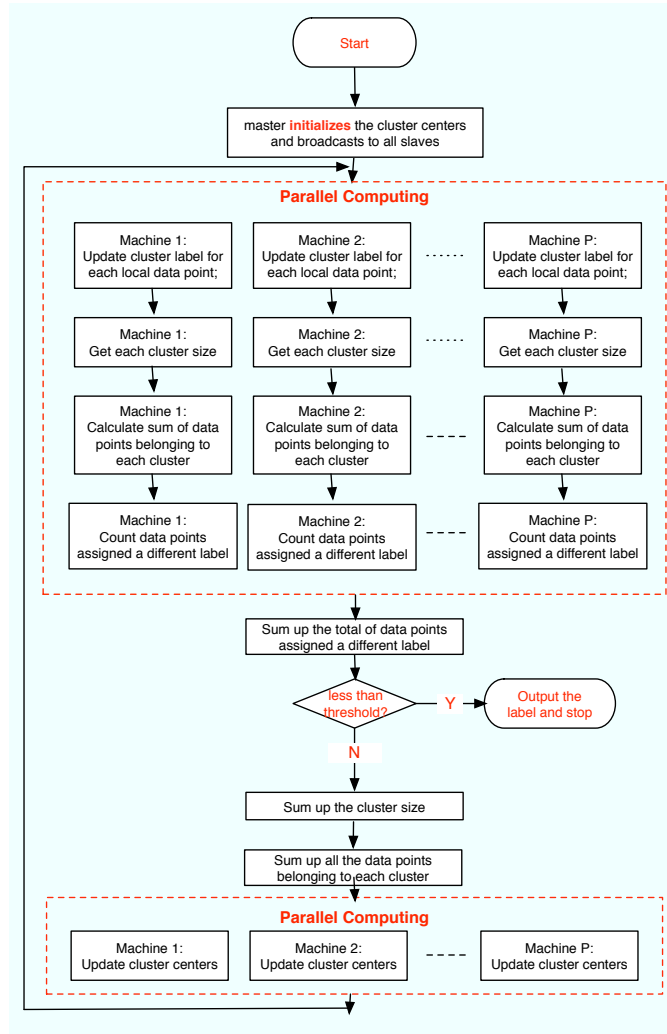 Start
master initializes the cluster centers
and broadcasts to all slaves
Parallel Computing
Machine 1:
Update cluster label for
each local data point;
Machine 2:
Update cluster label for
each local data point;
Machine P:
Update cluster label for
each local data point;
Machine 1:
Get each cluster size
Machine 2:
Get each cluster size
Machine P:
Get each cluster size
Machine 1:
Calculate sum of data
points belonging to
each cluster
Machine 2:
Calculate sum of data
points belonging to
each cluster
Machine P:
Calculate sum of data
points belonging to
each cluster
Machine 1:
Count data points
assigned a different label
Machine 2:
Count data points
assigned a different label
Machine P:
Count data points
assigned a different label
Sum up the total of data points
assigned a different label
less than
threshold?
Y
Output the
label and stop
N
Sum up the cluster size
Sum up all the data points
belonging to each cluster
Parallel Computing
Machine 1:
Update cluster centers
Machine 2:
Update cluster centers
Machine P:
Update cluster centers